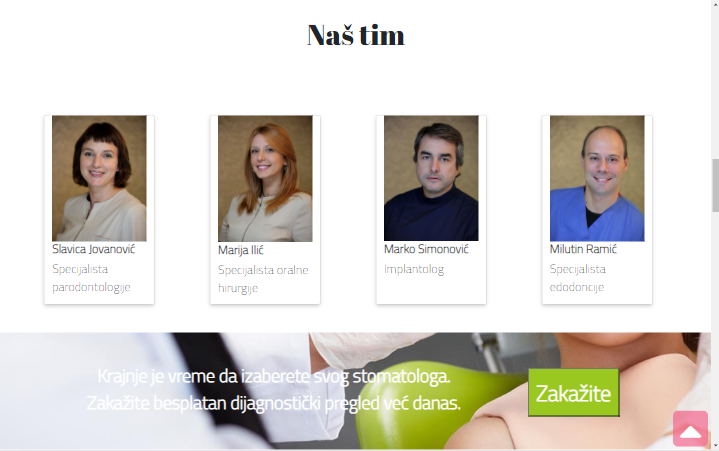 Naš tim
Slavica Jovanović
Specijalista
parodontologije
Marija Ilić
Specijalista oralne
hirurgije
Marko Simonović
Implantolog
Milutin Ramić
Specijalista
edodoncije
Krajnje je vreme da izaberete svog stomatologa.
Zakažite besplatan dijagnostički pregled već danas.
Zakažite